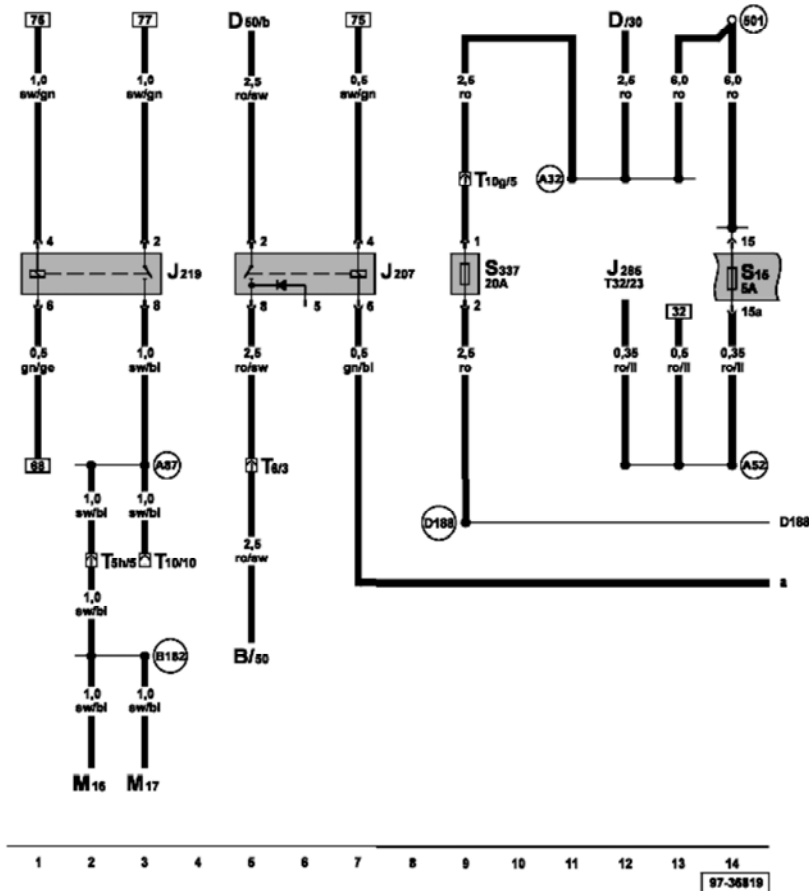 76 77 D 50/b 75 D/30 501
1,0 1,0 2,5 0,5 2,5 2,5 6,0 6,0
sw/gn sw/gn ro/sw sw/gn ro ro ro ro
T10g/5 A32
4 2 2 4 1 15
J219 J207 S337 J285 S15
20A T32/23 5A
5
6 8 8 6 2 32 15a
0,5 1,0 2,5 0,5 2,5 0,35 0,5 0,35
gn/ge sw/bl ro/sw gn/bl ro ro/ll ro/ll ro/ll
68 A87 T6/3 A52
1,0 1,0
sw/bl sw/bl
D188 D188
2,5
ro/sw
T5h/5 T10/10
a
1,0
sw/bl
B182 B/50
1,0 1,0
sw/bl sw/bl
M16 M17
1 2 3 4 5 6 7 8 9 10 11 12 13 14
97-36819